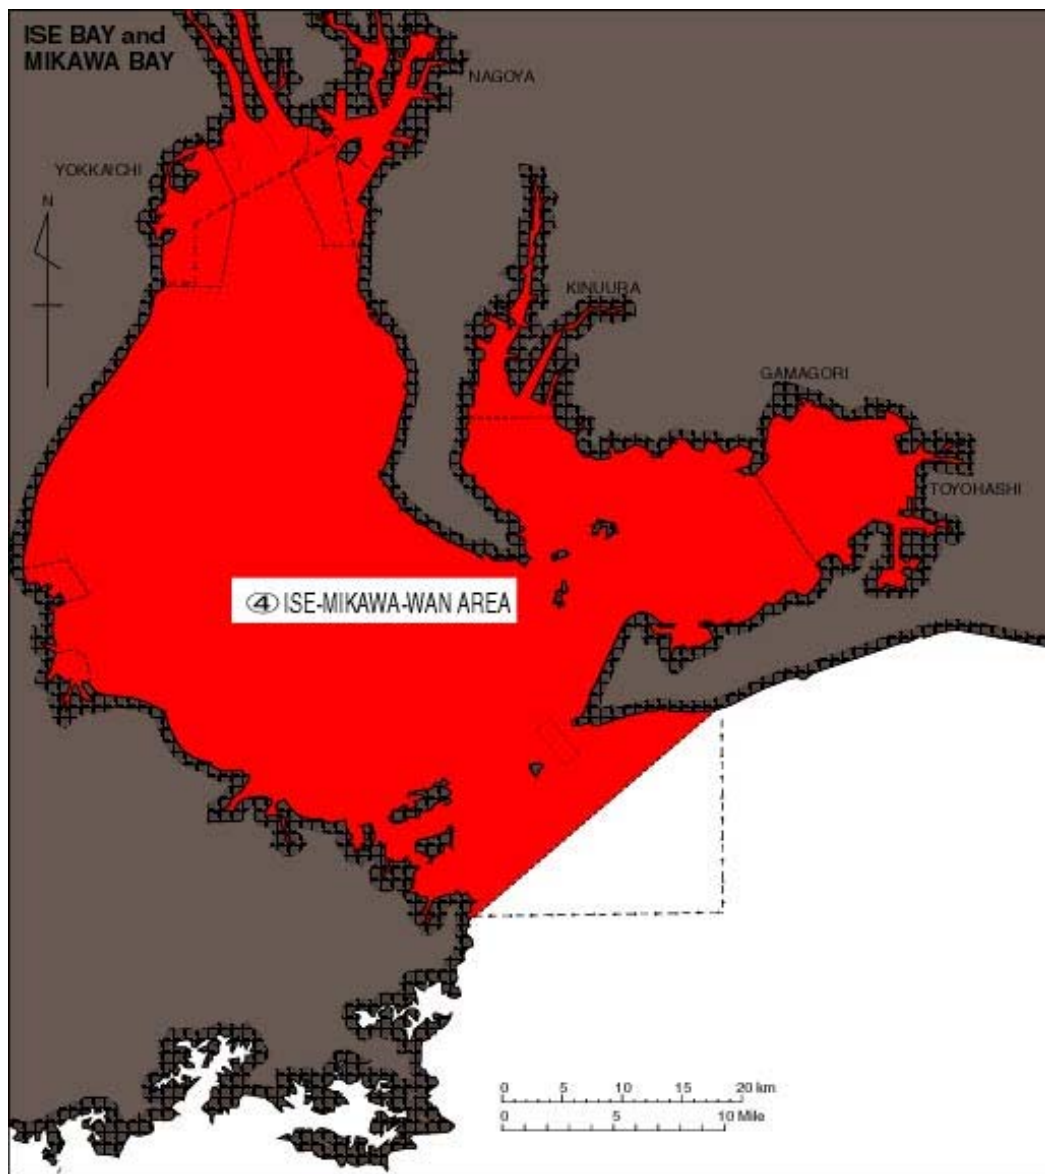 ISE BAY and
MIKAWA BAY
NAGOYA
YOKKAICHI
N
KINUURA
GAMAGORI
TOYOHASHI
④ ISE-MIKAWA-WAN AREA
0 5 10 15 20 km
0 5 10 Mile